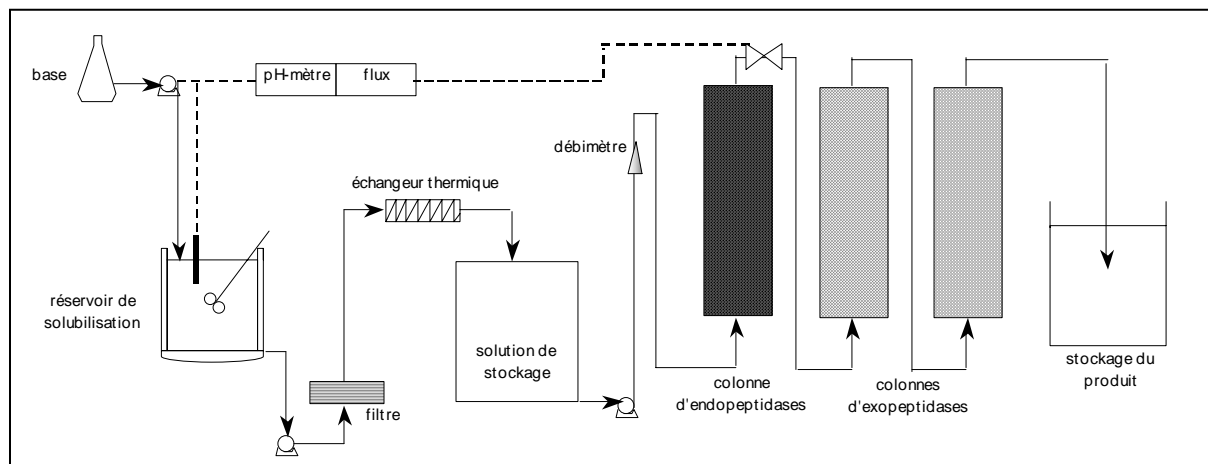 base
pH-mètre
flux
débimètre
échangeur thermique
réservoir de
solubilisation
solution de
stockage
filtre
colonne
d'endopeptidases
colonnes
d'exopeptidases
stockage du
produit